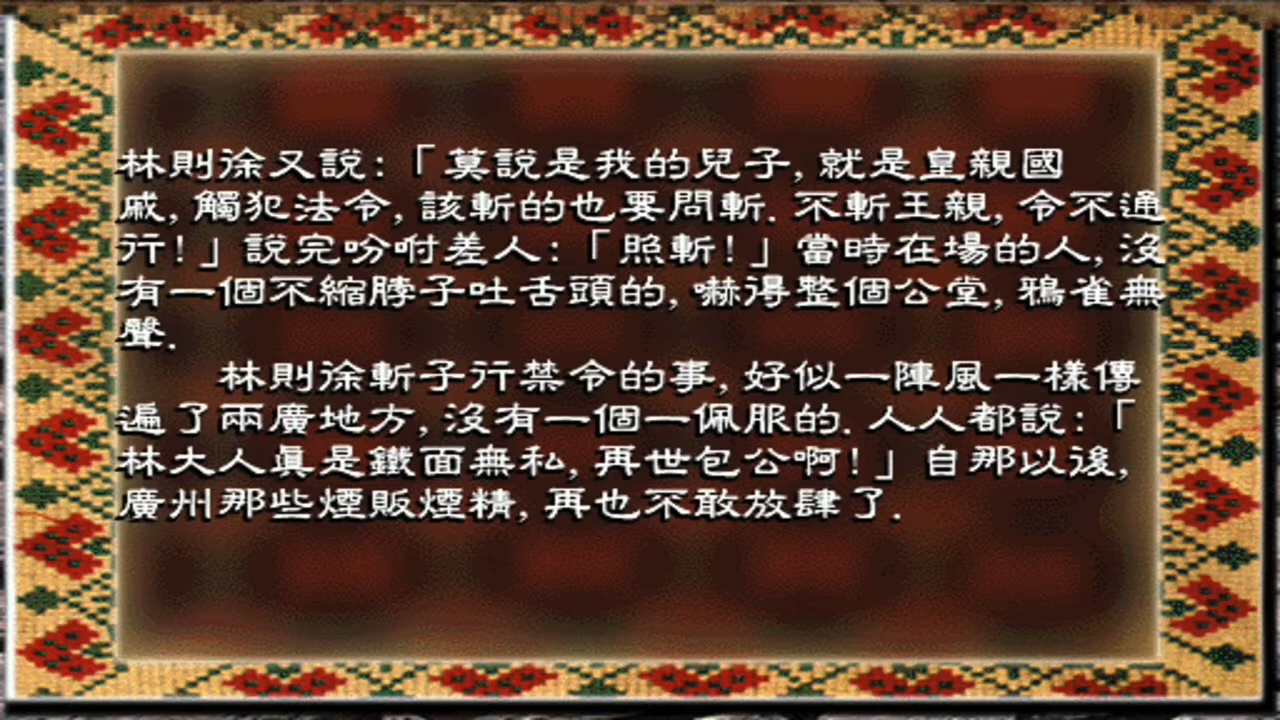 林則徐又說:「莫說是我的兒子,就是皇親國
戚,觸犯法令,該斬的也要問斬.不斬王親,令不通
行!」說完吩咐差人:「照斬!」當時在場的人,沒
有一個不縮脖子吐舌頭的,嚇得整個公堂,鴉雀無
聲.
林則徐斬子行禁令的事,好似一陣風一樣傳
遍了兩廣地方,沒有一個一佩服的.人人都說:「
林大人眞是鐵面無私,再世包公啊!」自那以後,
廣州那些煙販煙精,再也不敢放肆了.